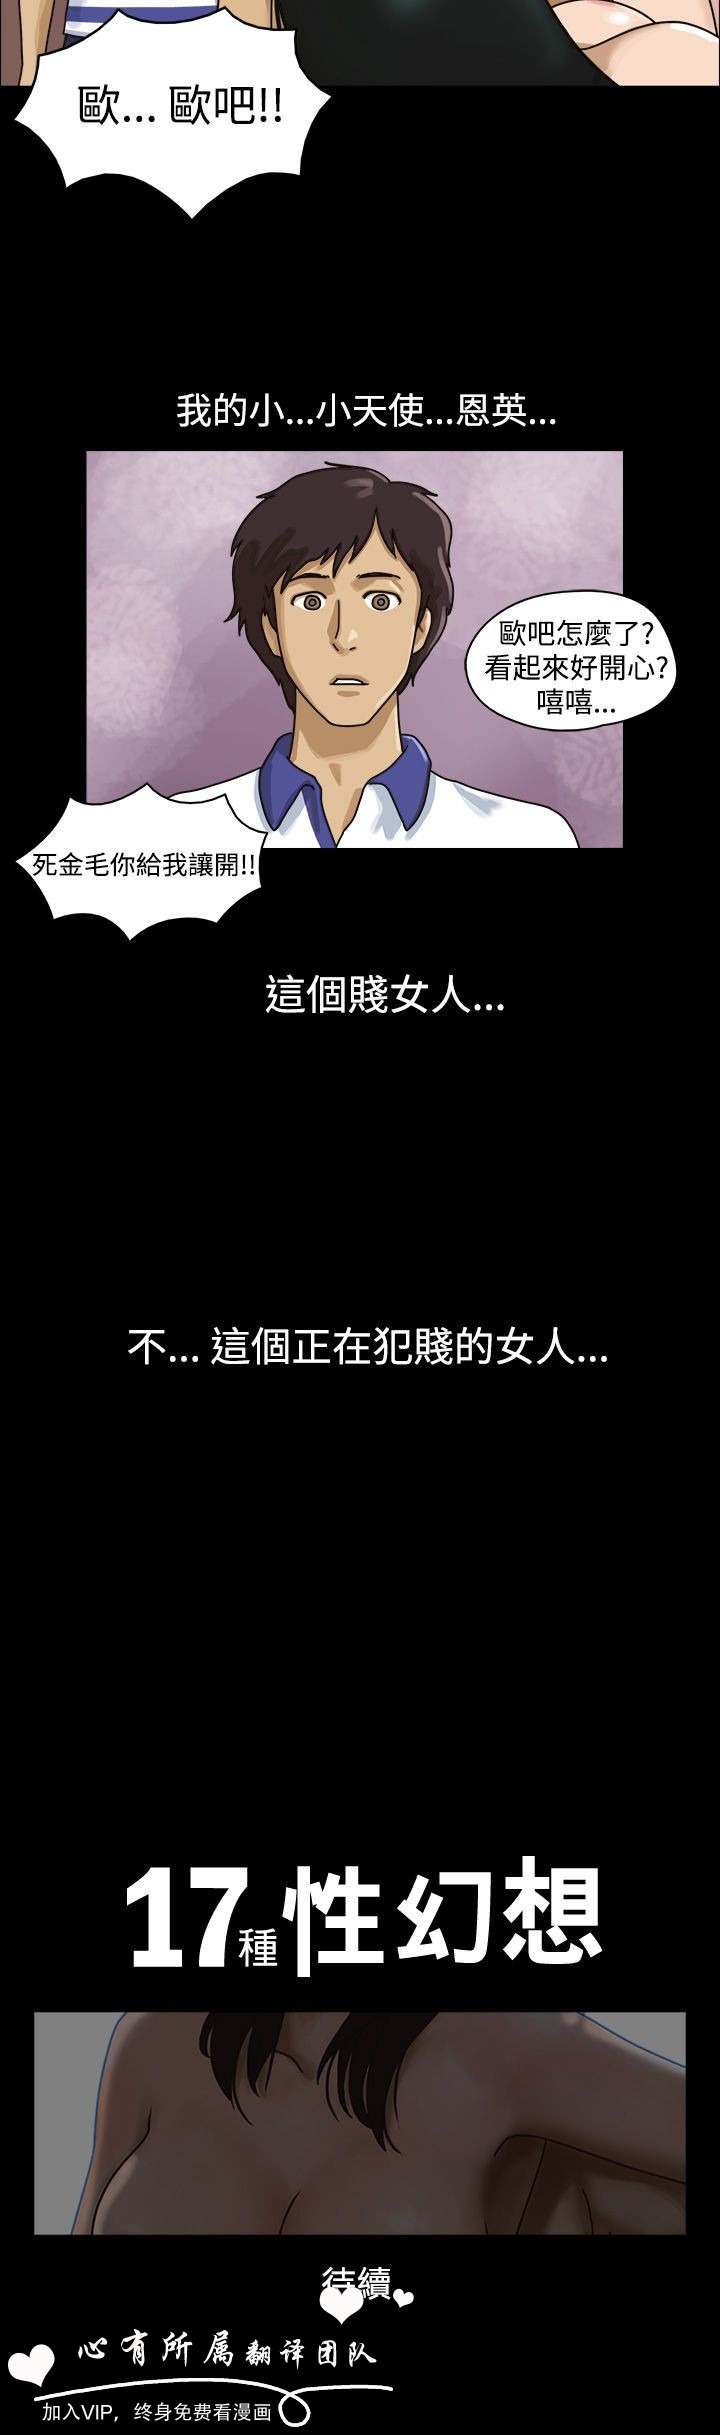 歐... 歐吧!!
我的小...小天使...恩英...
歐吧怎麼了?
看起來好開心?
嘻嘻...
死金毛你給我讓開!!
這個賤女人...
不... 這個正在犯賤的女人...
17種性幻想
待續
心有所属翻译团队
加入VIP，终身免费看漫画